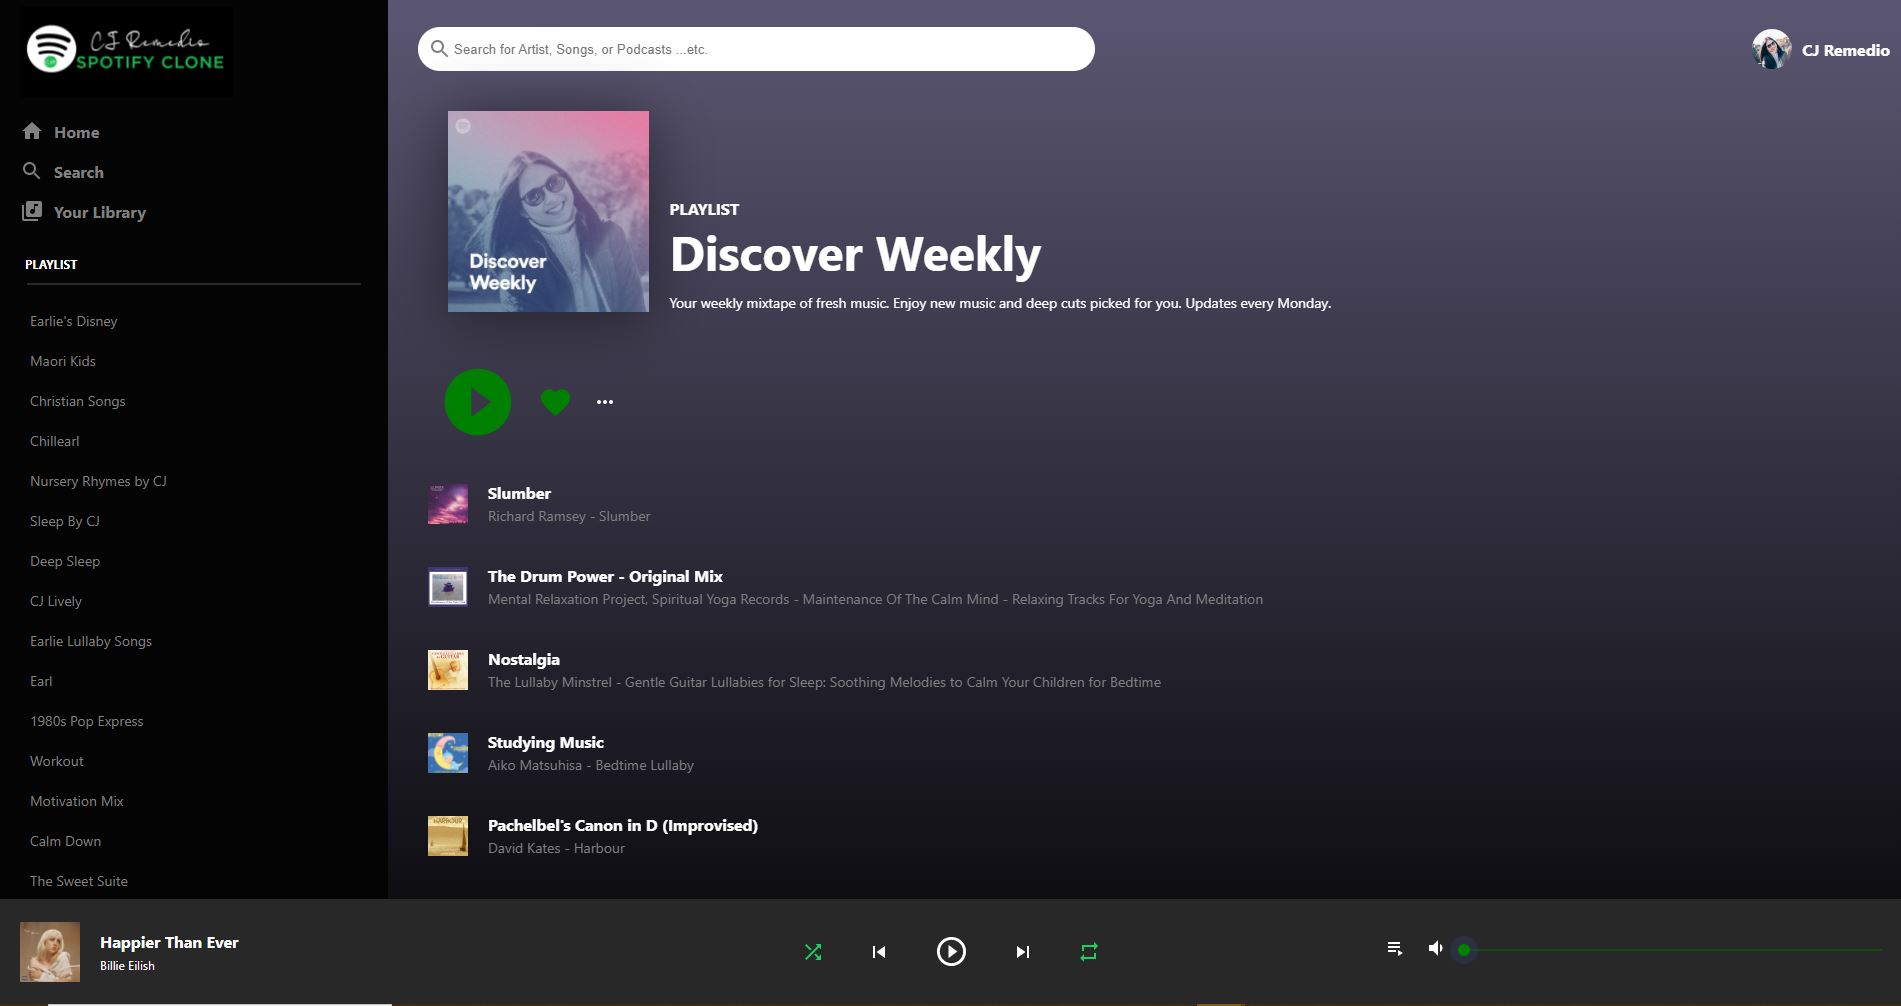 CJ Remedio
SPOTIFY CLONE
Home
Search
Your Library
PLAYLIST
Earlie's Disney
Maori Kids
Christian Songs
Chillearl
Nursery Rhymes by CJ
Sleep By CJ
Deep Sleep
CJ Lively
Earlie Lullaby Songs
Earl
1980s Pop Express
Workout
Motivation Mix
Calm Down
The Sweet Suite
Search for Artist, Songs, or Podcasts ...etc.
CJ Remedio
Discover
Weekly
PLAYLIST
Discover Weekly
Your weekly mixtape of fresh music. Enjoy new music and deep cuts picked for you. Updates every Monday.
Slumber
Richard Ramsey - Slumber
The Drum Power - Original Mix
Mental Relaxation Project, Spiritual Yoga Records - Maintenance Of The Calm Mind - Relaxing Tracks For Yoga And Meditation
Nostalgia
The Lullaby Minstrel - Gentle Guitar Lullabies for Sleep: Soothing Melodies to Calm Your Children for Bedtime
Studying Music
Aiko Matsuhisa - Bedtime Lullaby
HARBOUR
Pachelbel's Canon in D (Improvised)
David Kates - Harbour
Happier Than Ever
Billie Eilish